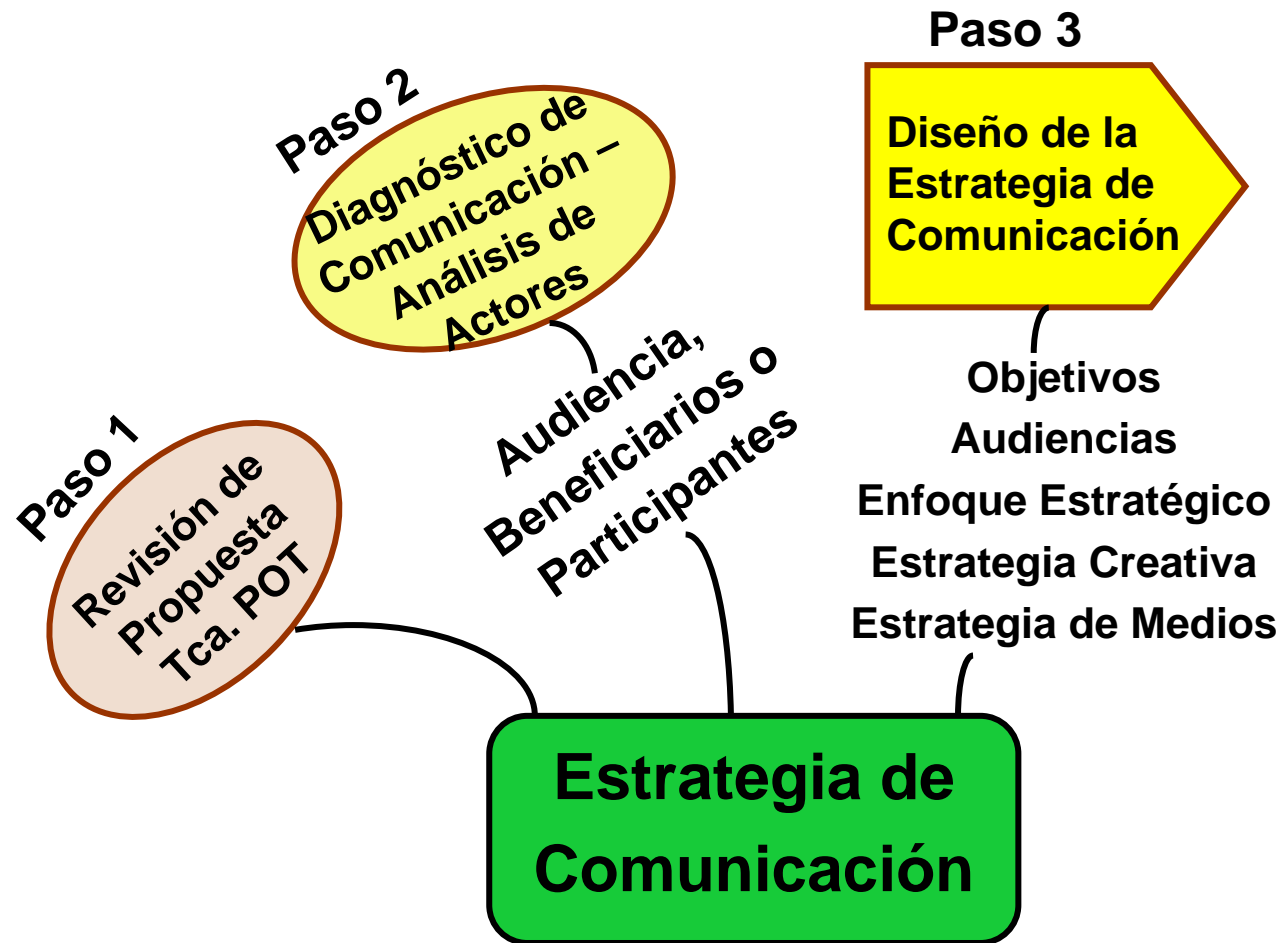 Paso 1
Revisión de
Propuesta
Tca. POT
Paso 2
Diagnóstico de
Comunicación –
Análisis de
Actores
Audiencia,
Beneficiarios o
Participantes
Paso 3
Diseño de la
Estrategia de
Comunicación
Objetivos
Audiencias
Enfoque Estratégico
Estrategia Creativa
Estrategia de Medios
Estrategia de
Comunicación